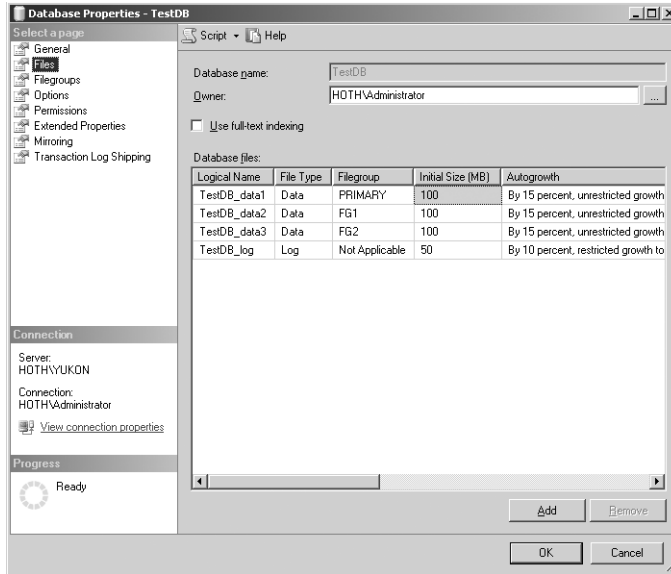 Database Properties - TestDB
Select a page
General
Files
Filegroups
Options
Permissions
Extended Properties
Mirroring
Transaction Log Shipping
Connection
Server:
HOTH\YUKON
Connection:
HOTH\Administrator
View connection properties
Progress
Ready
Script Help
Database name: TestDB
Owner: HOTH\Administrator ...
Use full-text indexing
Database files:
Logical Name File Type Filegroup Initial Size (MB) Autogrowth
TestDB_data1 Data PRIMARY 100 By 15 percent, unrestricted growth
TestDB_data2 Data FG1 100 By 15 percent, unrestricted growth
TestDB_data3 Data FG2 100 By 15 percent, unrestricted growth
TestDB_log Log Not Applicable 50 By 10 percent, restricted growth to
Add Remove
OK Cancel